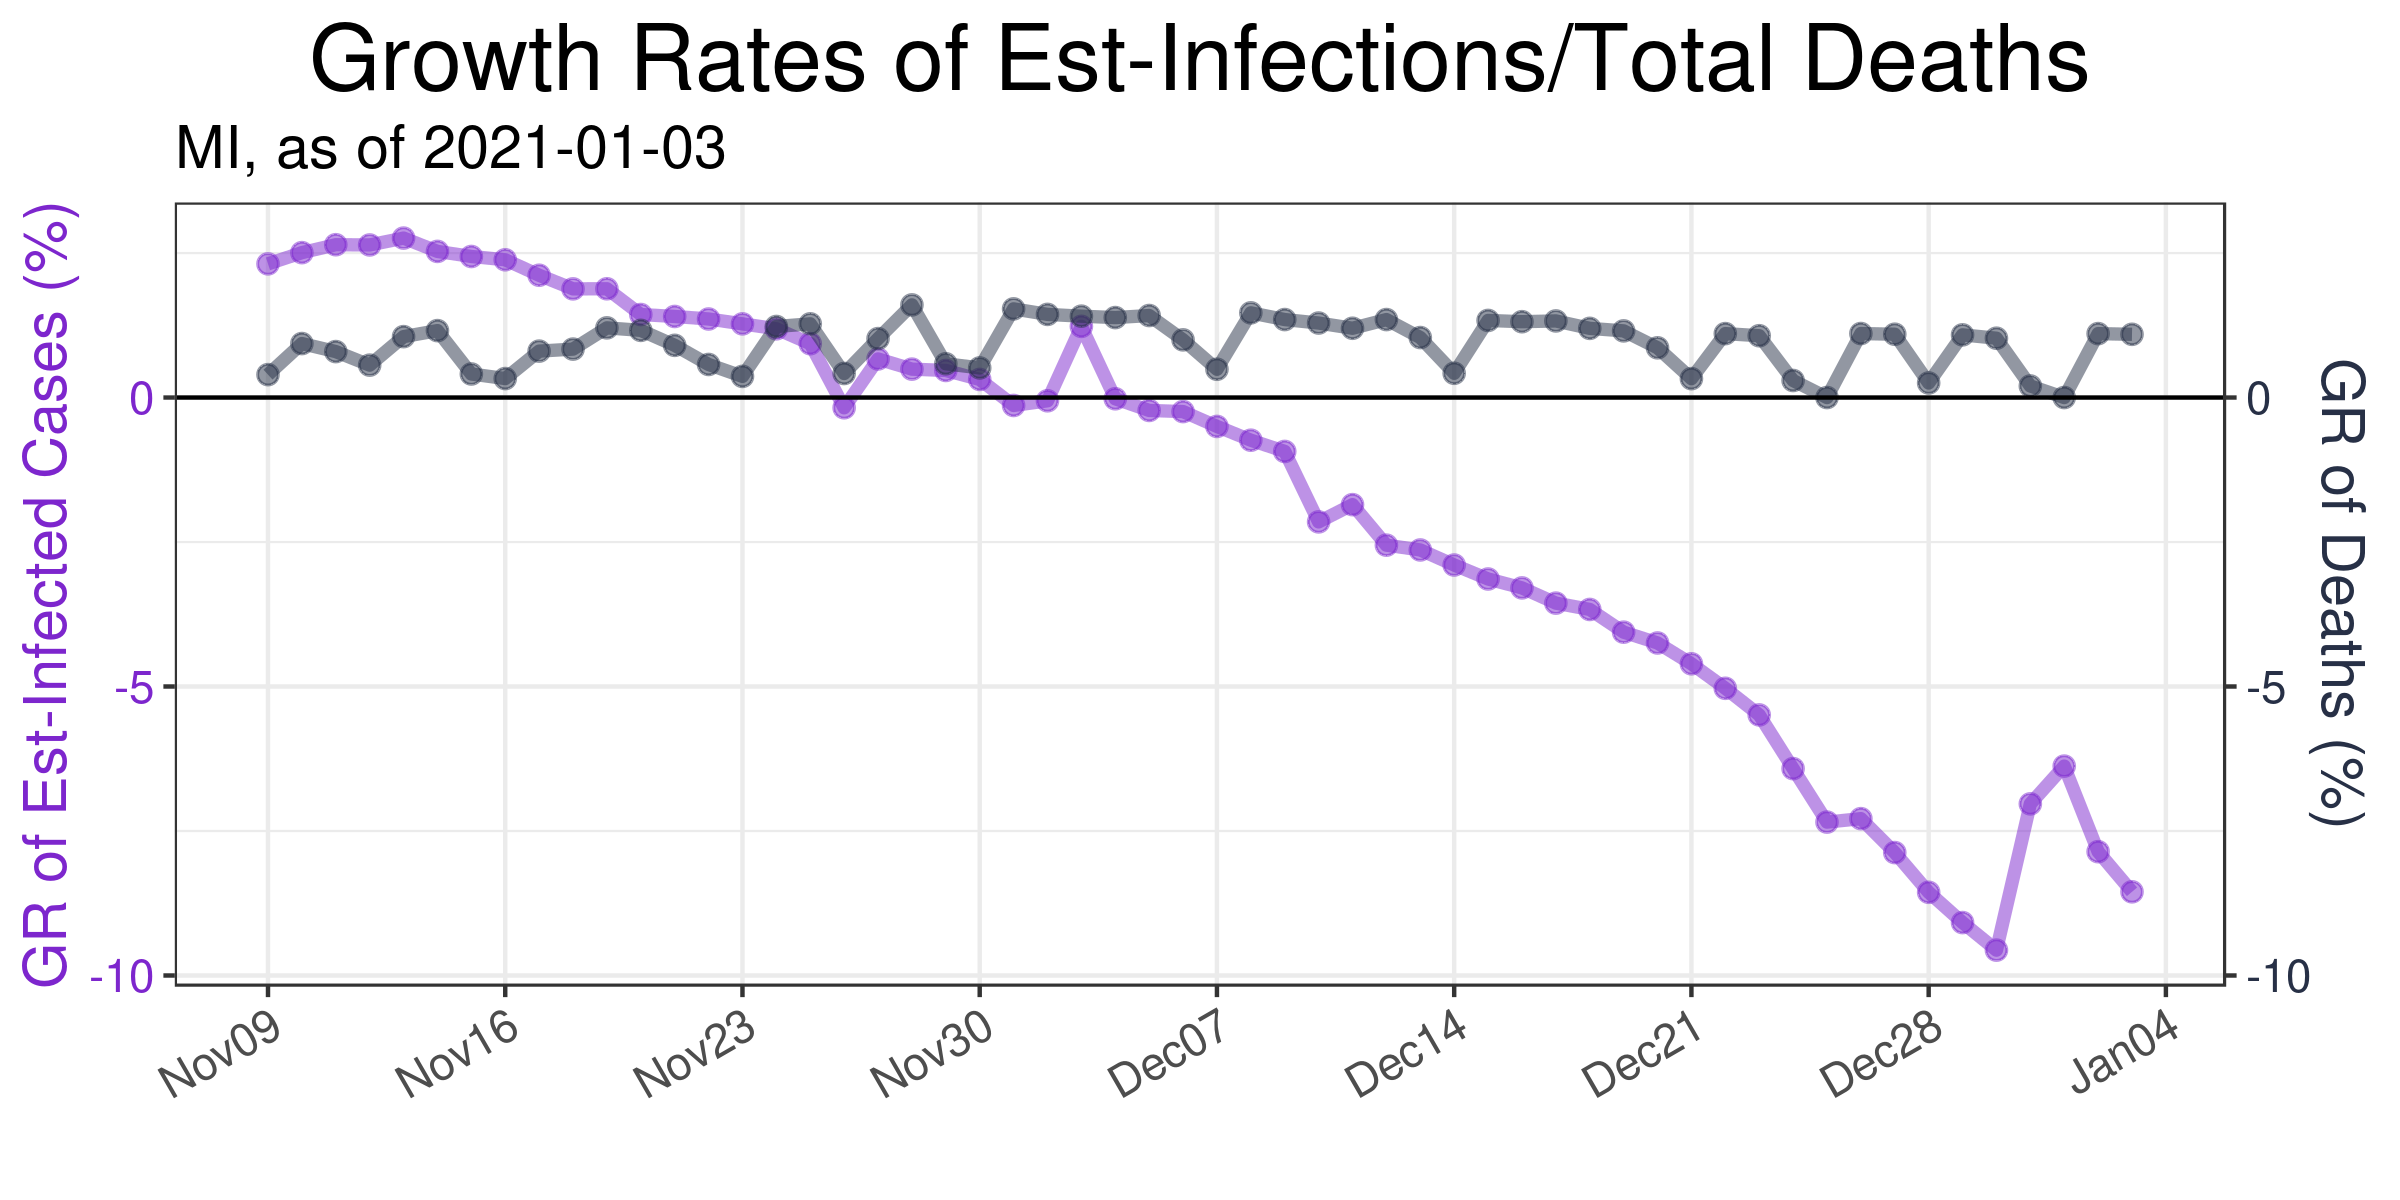 Growth Rates of Est-Infections/Total Deaths
MI, as of 2021-01-03
GR of Est-Infected Cases (%)
0
-5
-10
0
-5
-10
GR of Deaths (%)
Nov09
Nov16
Nov23
Nov30
Dec07
Dec14
Dec21
Dec28
Jan04